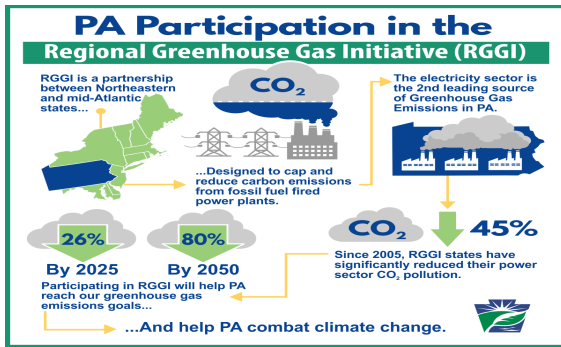 PA Participation in the
Regional Greenhouse Gas Initiative (RGGI)
RGGI is a partnership
between Northeastern
and mid-Atlantic
states...
CO₂
...Designed to cap and
reduce carbon emissions
from fossil fuel fired
power plants.
The electricity sector is
the 2nd leading source
of Greenhouse Gas
Emissions in PA.
CO₂
45%
Since 2005, RGGI states have
significantly reduced their power
sector CO₂ pollution.
26%
By 2025
80%
By 2050
Participating in RGGI will help PA
reach our greenhouse gas
emissions goals...
...And help PA combat climate change.